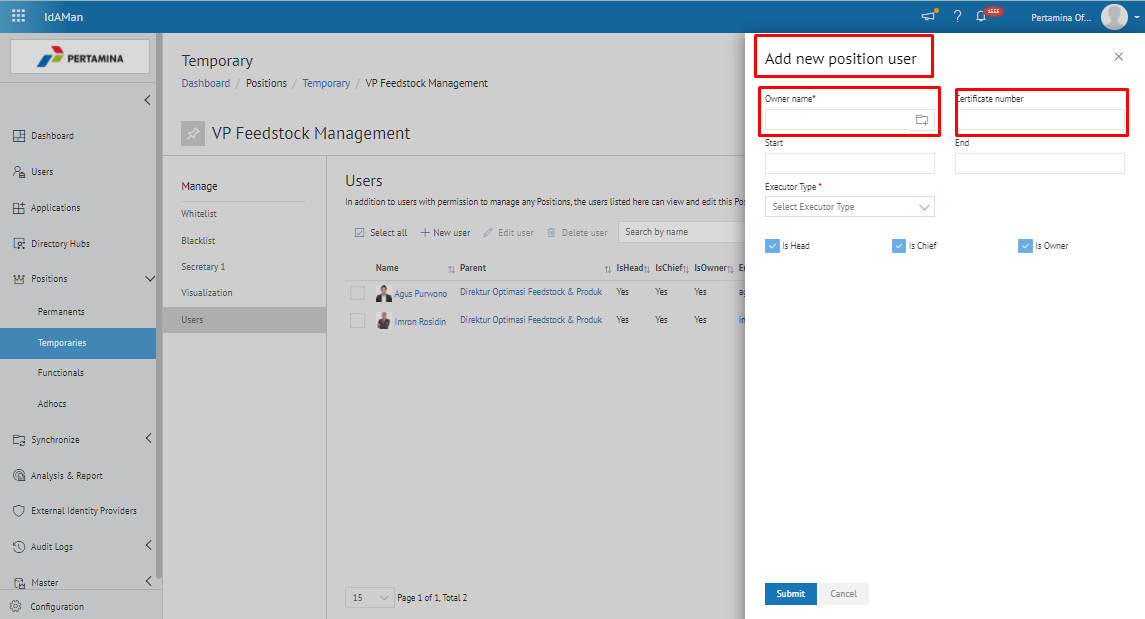 IdAMan
?
1515
Pertamina Of...
PERTAMINA
Dashboard
Users
Applications
Directory Hubs
Positions
Permanents
Temporaries
Functionals
Adhocs
Synchronize
Analysis & Report
External Identity Providers
Audit Logs
Master
Configuration
Temporary
Dashboard / Positions / Temporary / VP Feedstock Management
VP Feedstock Management
Manage
Whitelist
Blacklist
Secretary 1
Visualization
Users
Users
In addition to users with permission to manage any Positions, the users listed here can view and edit this Pos
Select all + New user Edit user Delete user Search by name
Name Parent IsHead IsChief IsOwner E
Agus Purwono Direktur Optimasi Feedstock & Produk Yes Yes Yes
Imron Rosidin Direktur Optimasi Feedstock & Produk Yes Yes Yes
15 Page 1 of 1, Total 2
Add new position user
Owner name* Certificate number
Start End
Executor Type *
Select Executor Type
Is Head Is Chief Is Owner
Submit Cancel